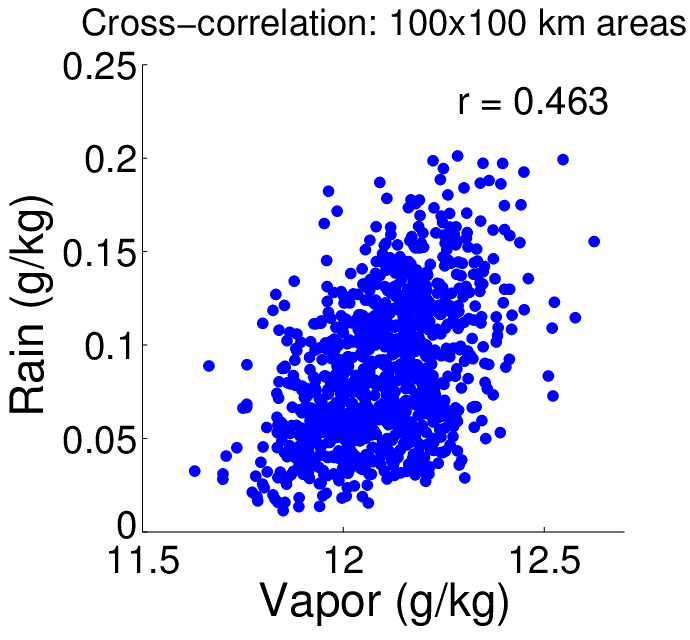 Cross−correlation: 100x100 km areas
r = 0.463
Rain (g/kg)
0.25
0.2
0.15
0.1
0.05
0
11.5
12
12.5
Vapor (g/kg)